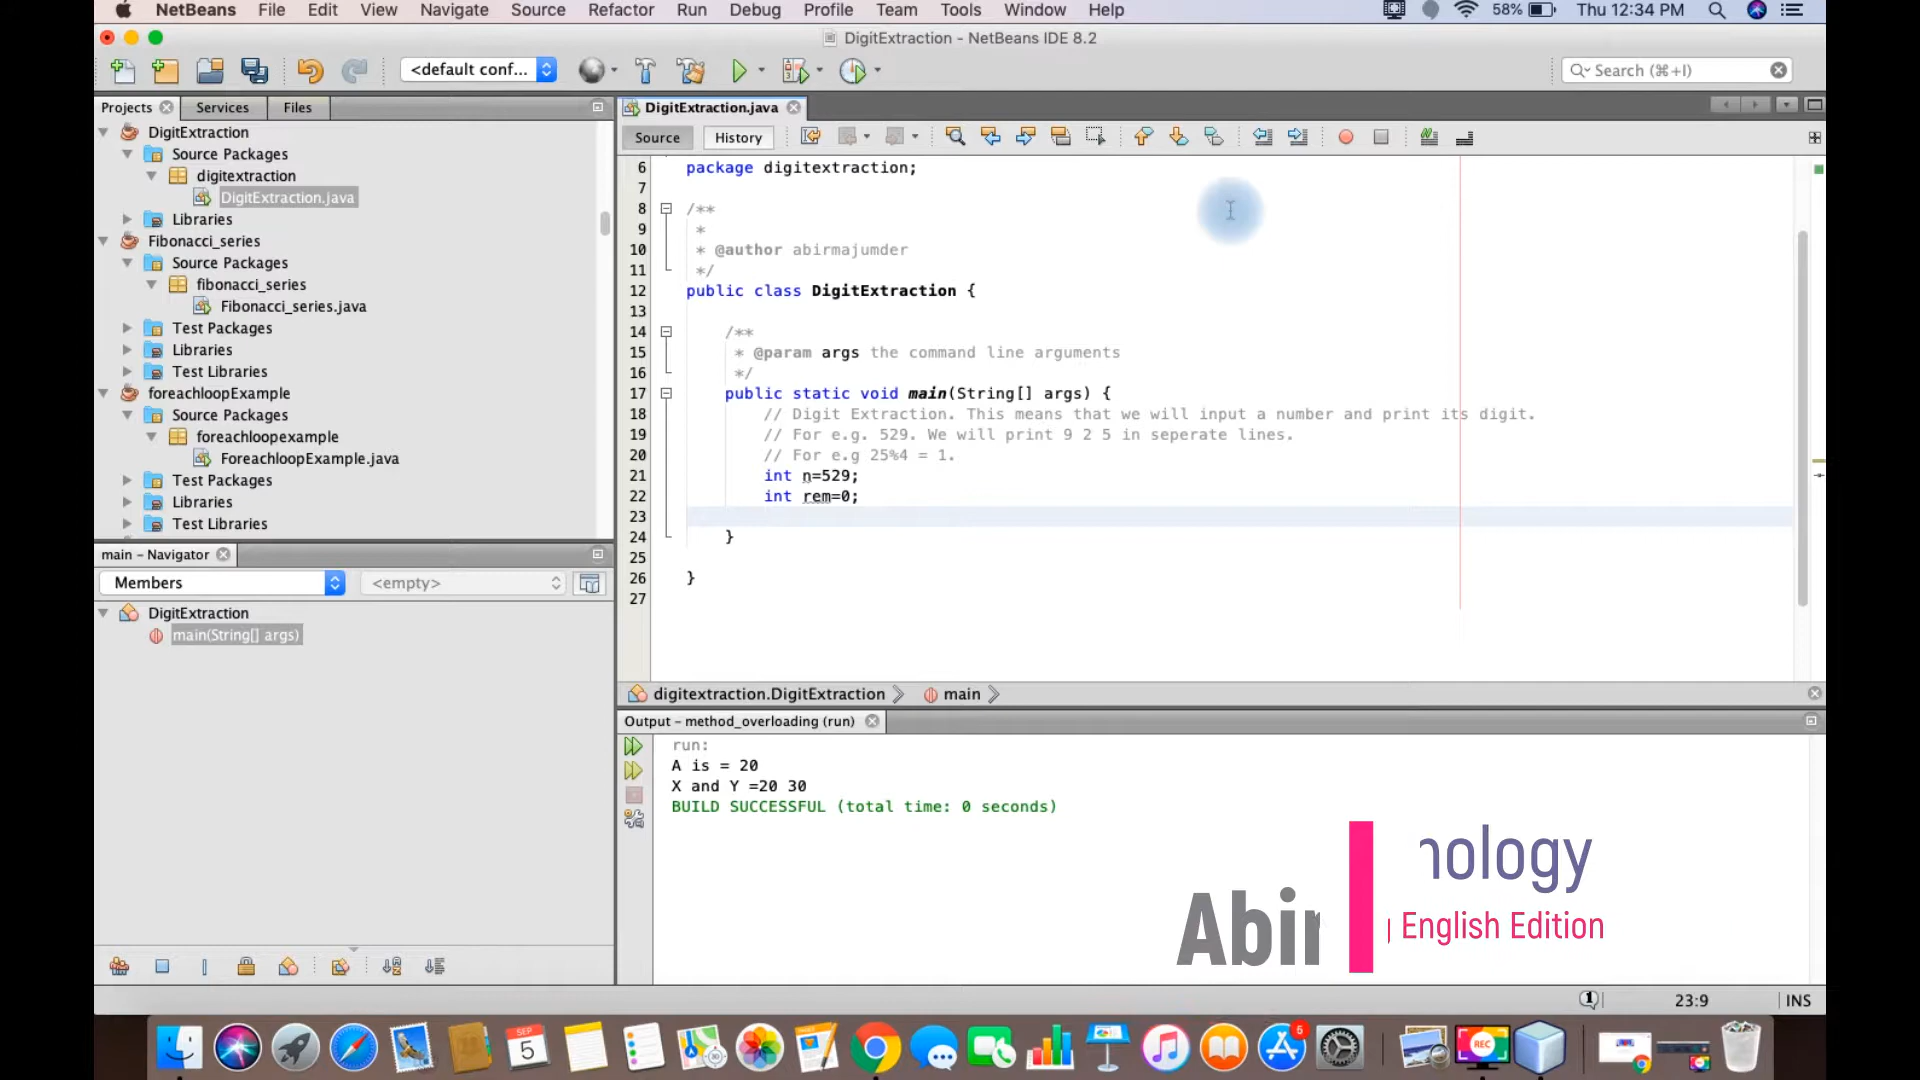 NetBeans File Edit View Navigate Source Refactor Run Debug Profile Team Tools Window Help 58% Thu 12:34 PM
DigitExtraction - NetBeans IDE 8.2
<default conf... Search (⌘+I)
Projects Services Files
DigitExtraction
Source Packages
digitextraction
DigitExtraction.java
Libraries
Fibonacci_series
Source Packages
fibonacci_series
Fibonacci_series.java
Test Packages
Libraries
Test Libraries
foreachloopExample
Source Packages
foreachloopexample
ForeachloopExample.java
Test Packages
Libraries
Test Libraries
main - Navigator
Members <empty>
DigitExtraction
main(String[] args)
DigitExtraction.java
Source History
6 package digitextraction;
7
8 /**
9 *
10 * @author abirmajumder
11 */
12 public class DigitExtraction {
13
14 /**
15 * @param args the command line arguments
16 */
17 public static void main(String[] args) {
18 // Digit Extraction. This means that we will input a number and print its digit.
19 // For e.g. 529. We will print 9 2 5 in seperate lines.
20 // For e.g 25%4 = 1.
21 int n=529;
22 int rem=0;
23
24 }
25
26 }
27
digitextraction.DigitExtraction main
Output - method_overloading (run)
run:
A is = 20
X and Y =20 30
BUILD SUCCESSFUL (total time: 0 seconds)
nology
Abir
English Edition
1 23:9 INS
SEP
5
5
REC